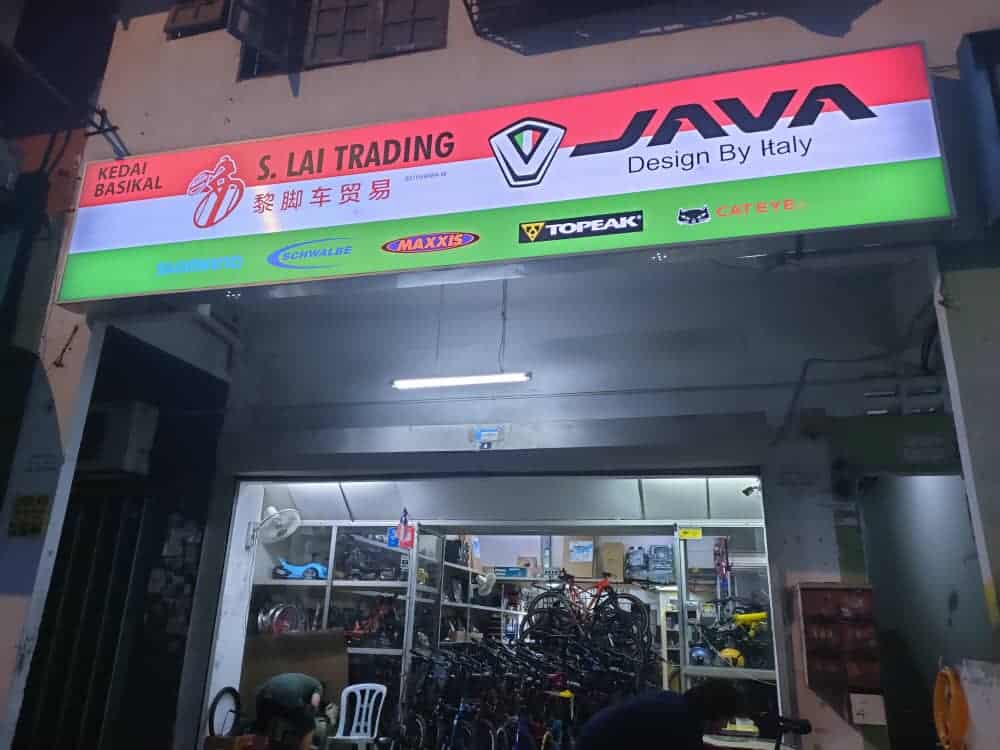 KEDAI
BASIKAL
S. LAI TRADING
黎脚车贸易
JAVA
Design By Italy
SHIMANO
SCHWALBE
MAXXIS
TOPEAK
CATEYE